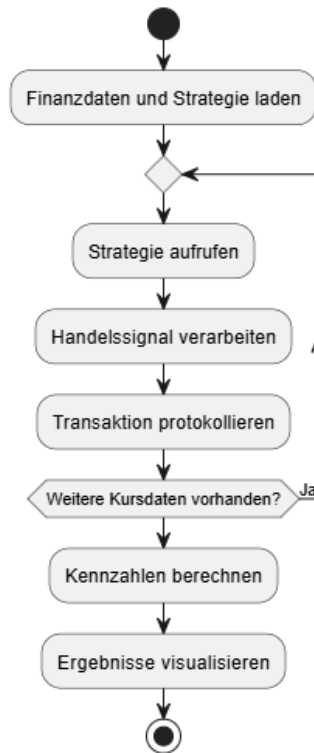 Finanzdaten und Strategie laden
Strategie aufrufen
Handelssignal verarbeiten
Transaktion protokollieren
Weitere Kursdaten vorhanden?
Ja
Kennzahlen berechnen
Ergebnisse visualisieren